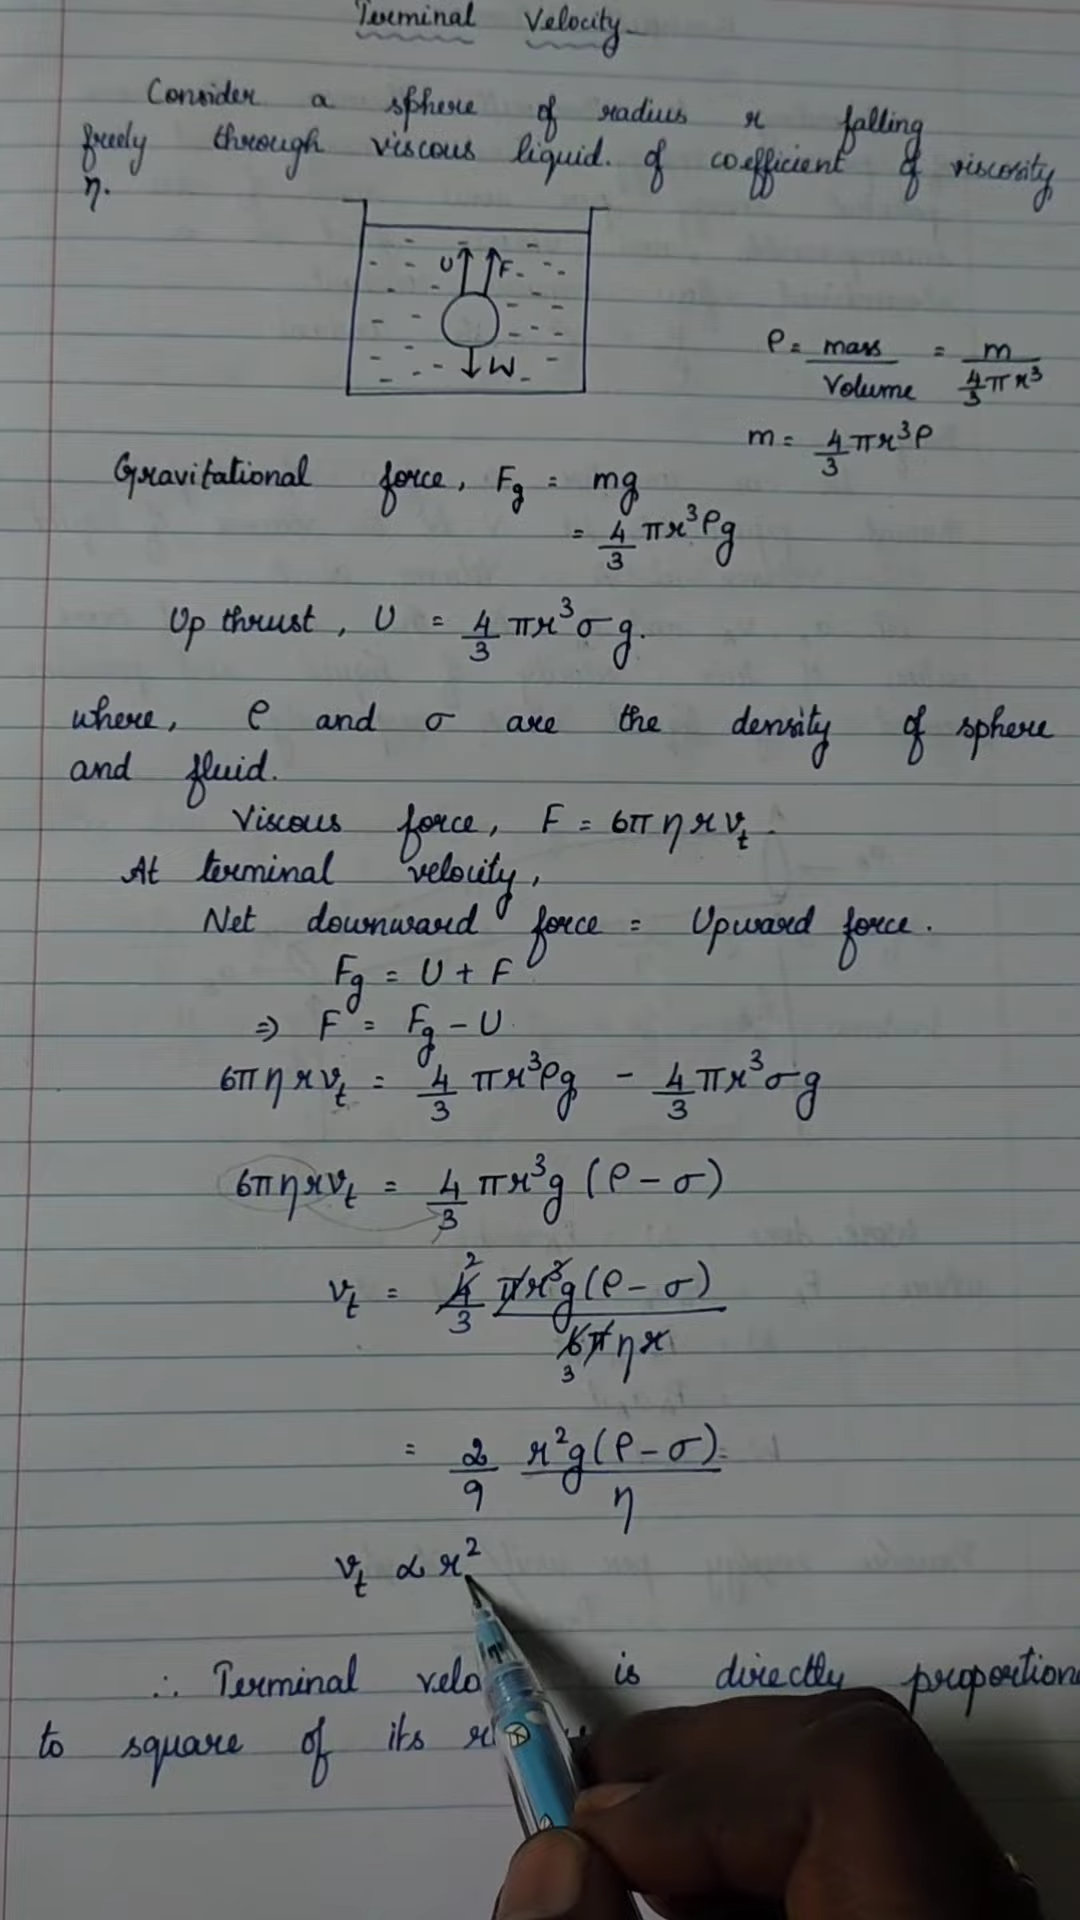 Terminal Velocity
Consider a sphere of radius r falling
freely through viscous liquid. of coefficient of viscosity
η.
U F
W
ρ = mass/Volume = m/(4/3 πr³)
m = 4/3 πr³ρ
Gravitational force, Fg = mg
= 4/3 πr³ρg
Up thrust, U = 4/3 πr³σg.
where, ρ and σ are the density of sphere
and fluid.
Viscous force, F = 6πηrvₜ.
At terminal velocity,
Net downward force = Upward force.
Fg = U + F
⇒ F = Fg - U
6πηrvₜ = 4/3 πr³ρg - 4/3 πr³σg
6πηrvₜ = 4/3 πr³g (ρ - σ)
vₜ = 4/3 πr³g(ρ - σ) / 6πηr
2 2
3
= 2/9 r²g(ρ - σ) / η
vₜ ∝ r²
∴ Terminal velo is directly proportion
to square of its